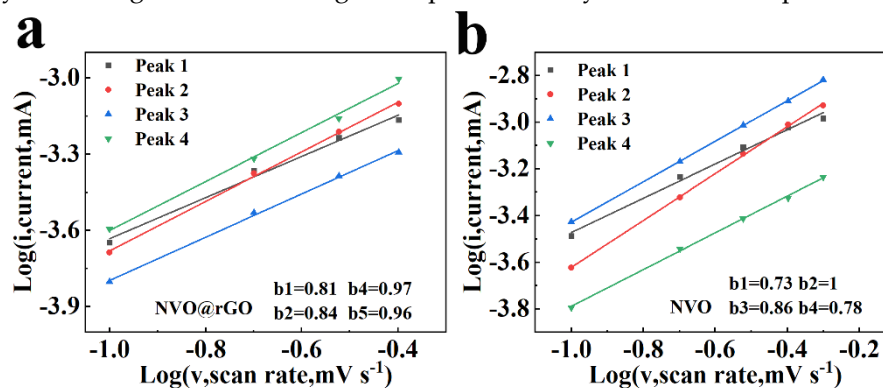 a
Peak 1
Peak 2
Peak 3
Peak 4
-3.0
-3.3
-3.6
-3.9
Log(i,current,mA)
NVO@rGO
b1=0.81 b4=0.97
b2=0.84 b5=0.96
-1.0 -0.8 -0.6 -0.4
Log(v,scan rate,mV s⁻¹)
b
Peak 1
Peak 2
Peak 3
Peak 4
-2.8
-3.0
-3.2
-3.4
-3.6
-3.8
Log(i,current,mA)
NVO
b1=0.73 b2=1
b3=0.86 b4=0.78
-1.0 -0.8 -0.6 -0.4 -0.2
Log(v,scan rate,mV s⁻¹)